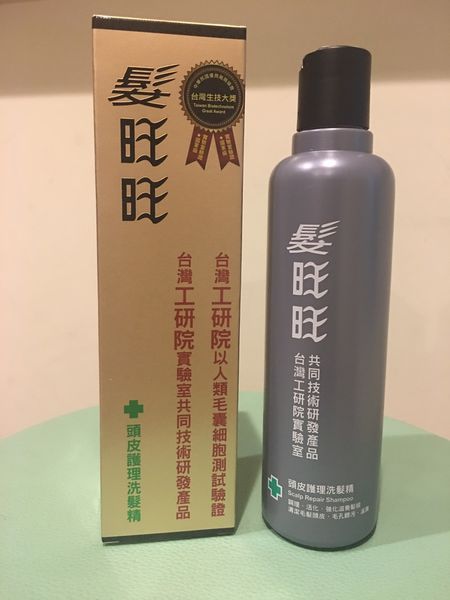 髮旺旺
台灣生技大獎
Taiwan Biotechnology
Great Award
台灣工研院以人類毛囊細胞測試驗證
台灣工研院實驗室共同技術研發產品
頭皮護理洗髮精
髮旺旺
共同技術研發產品
台灣工研院實驗室
頭皮護理洗髮精
Scalp Repair Shampoo